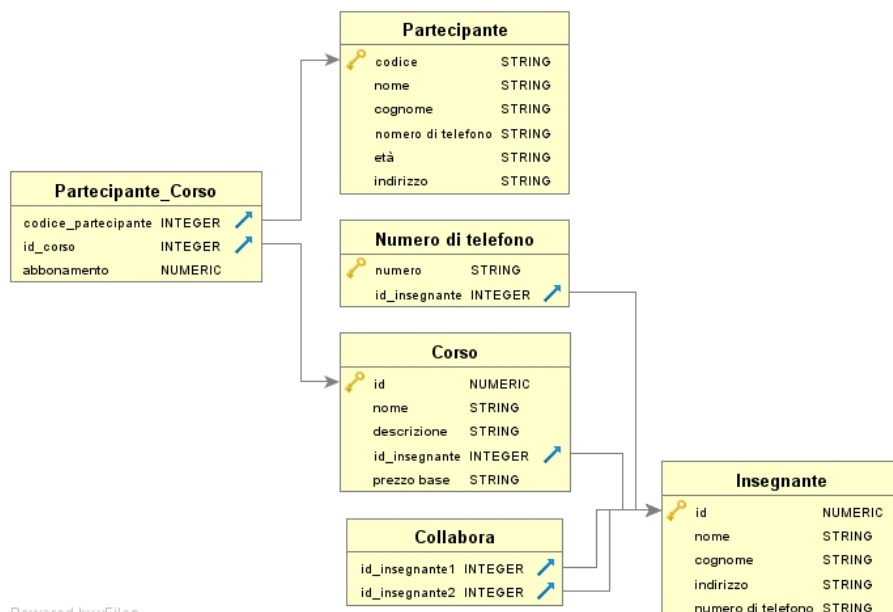 Partecipante
codice STRING
nome STRING
cognome STRING
nomero di telefono STRING
età STRING
indirizzo STRING
Partecipante_Corso
codice_partecipante INTEGER
id_corso INTEGER
abbonamento NUMERIC
Numero di telefono
numero STRING
id_insegnante INTEGER
Corso
id NUMERIC
nome STRING
descrizione STRING
id_insegnante INTEGER
prezzo base STRING
Insegnante
id NUMERIC
nome STRING
cognome STRING
indirizzo STRING
numero di telefono STRING
Collabora
id_insegnante1 INTEGER
id_insegnante2 INTEGER
Powered by yFiles